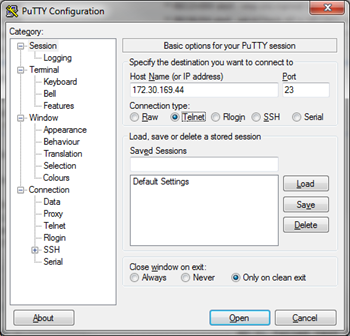 PuTTY Configuration
Category:
Session
Logging
Terminal
Keyboard
Bell
Features
Window
Appearance
Behaviour
Translation
Selection
Colours
Connection
Data
Proxy
Telnet
Rlogin
SSH
Serial
Basic options for your PuTTY session
Specify the destination you want to connect to
Host Name (or IP address) Port
172.30.169.44 23
Connection type:
Raw Telnet Rlogin SSH Serial
Load, save or delete a stored session
Saved Sessions
Default Settings
Load
Save
Delete
Close window on exit:
Always Never Only on clean exit
About Open Cancel